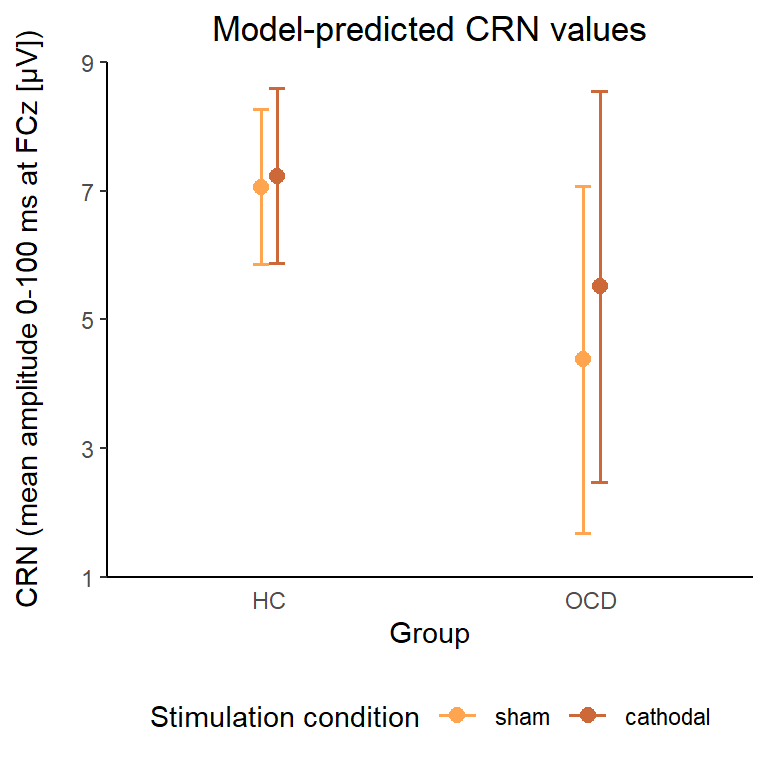 Model-predicted CRN values
CRN (mean amplitude 0-100 ms at FCz [µV])
9
7
5
3
1
HC OCD
Group
Stimulation condition sham cathodal